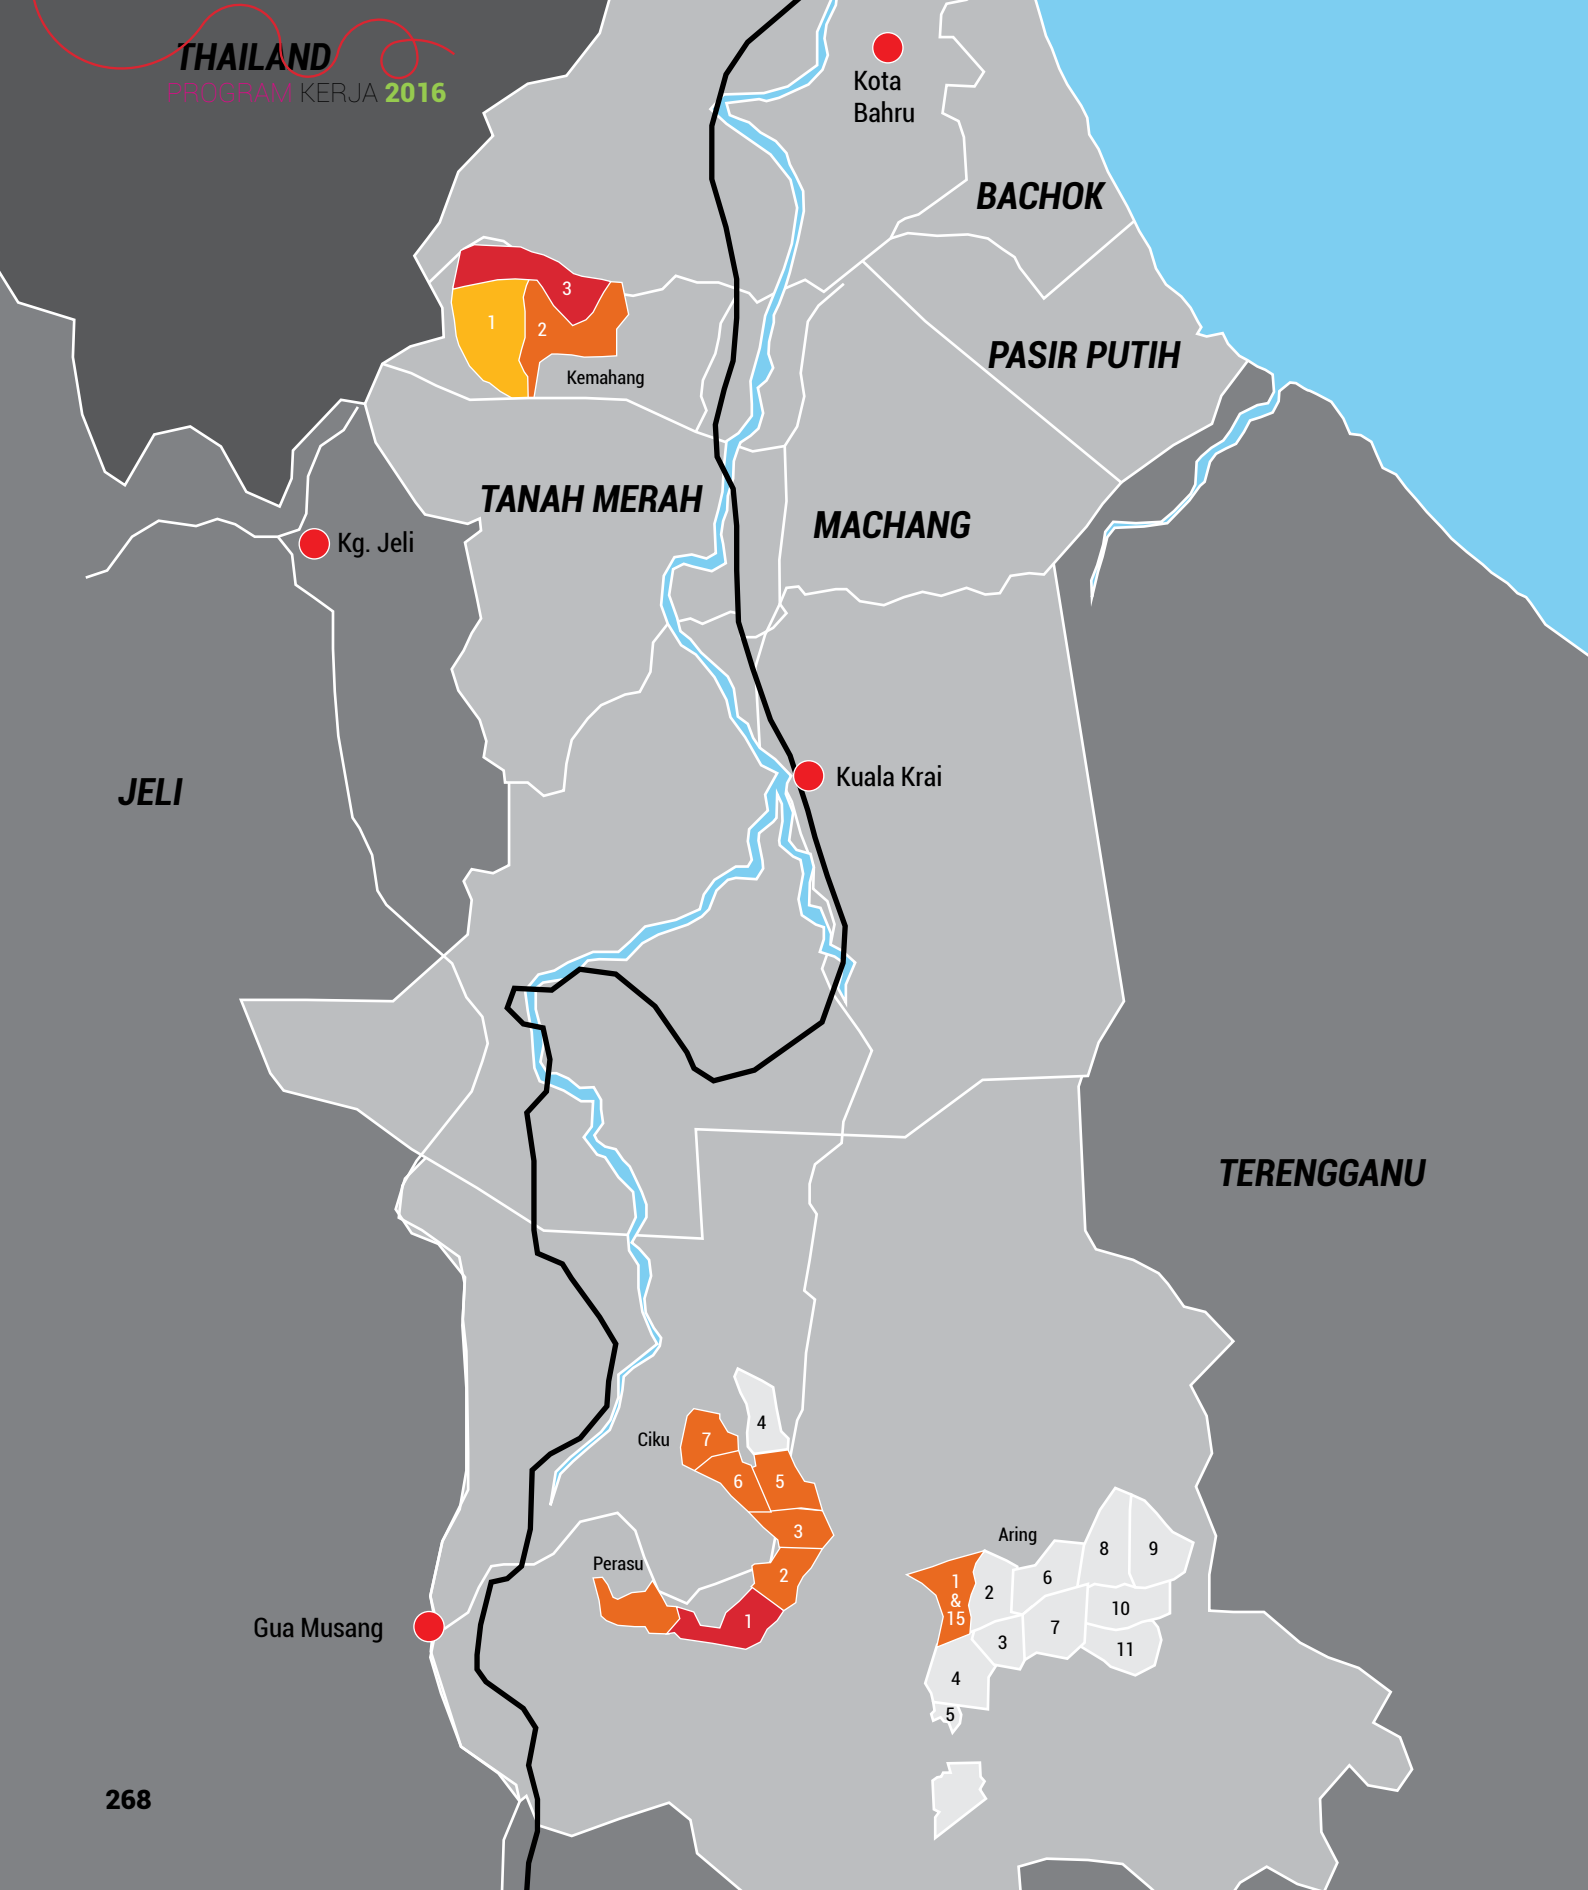 THAILAND
PROGRAM KERJA 2016
Kota
Bahru
BACHOK
3
1
2
Kemahang
PASIR PUTIH
TANAH MERAH
MACHANG
Kg. Jeli
Kuala Krai
JELI
TERENGGANU
4
Ciku
7
6
5
3
2
Perasu
1
Gua Musang
Aring
8
9
1
&
15
2
6
10
7
3
11
4
5
268